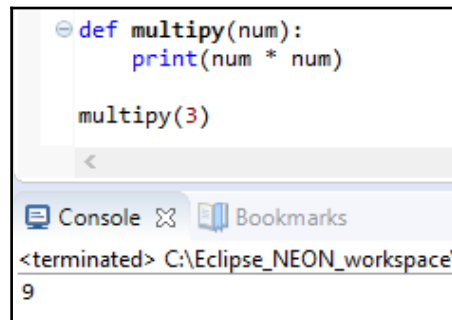 def multipy(num):
    print(num * num)
multipy(3)
Console Bookmarks
<terminated> C:\Eclipse_NEON_workspace\
9